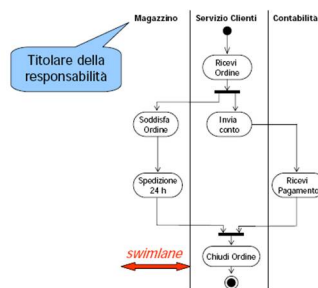 Magazzino
Servizio Clienti
Contabilità
Titolare della
responsabilità
Ricevi
Ordine
Soddisfa
Ordine
Invia
conto
Spedizione
24 h
Ricevi
Pagamento
swimlane
Chiudi Ordine